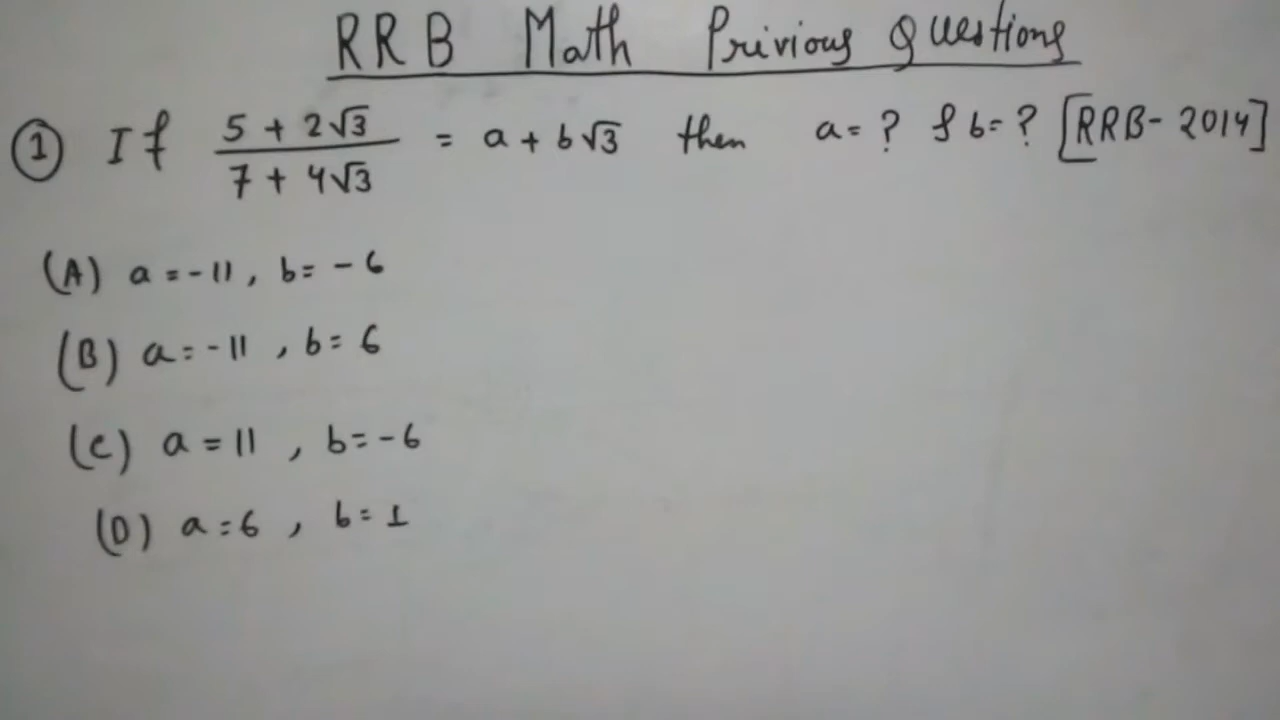 RRB Math Privious Questions
① If (5 + 2√3)/(7 + 4√3) = a + b√3 then a = ? & b = ? [RRB - 2014]
(A) a = -11, b = -6
(B) a = -11, b = 6
(C) a = 11, b = -6
(D) a = 6, b = 1